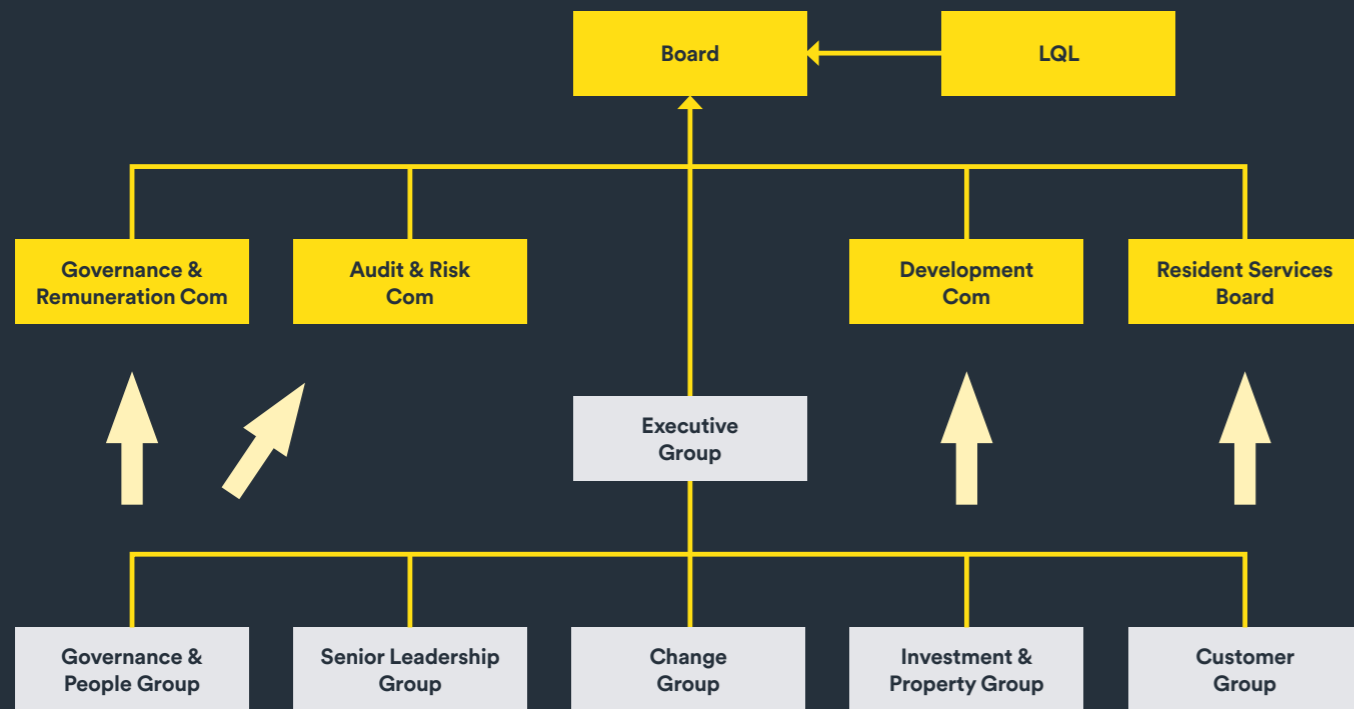 Board
LQL
Governance &
Remuneration Com
Audit & Risk
Com
Development
Com
Resident Services
Board
Executive
Group
Governance &
People Group
Senior Leadership
Group
Change
Group
Investment &
Property Group
Customer
Group